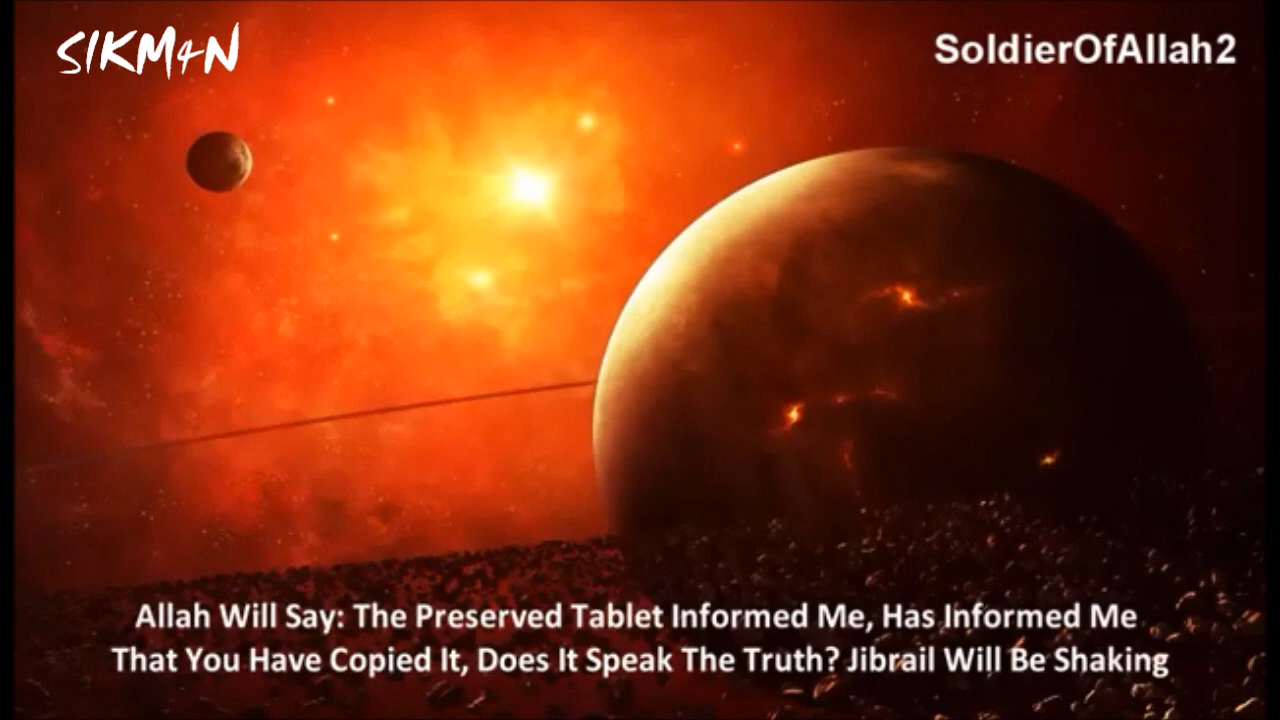 SIKM4N
SoldierOfAllah2
Allah Will Say: The Preserved Tablet Informed Me, Has Informed Me
That You Have Copied It, Does It Speak The Truth? Jibrail Will Be Shaking